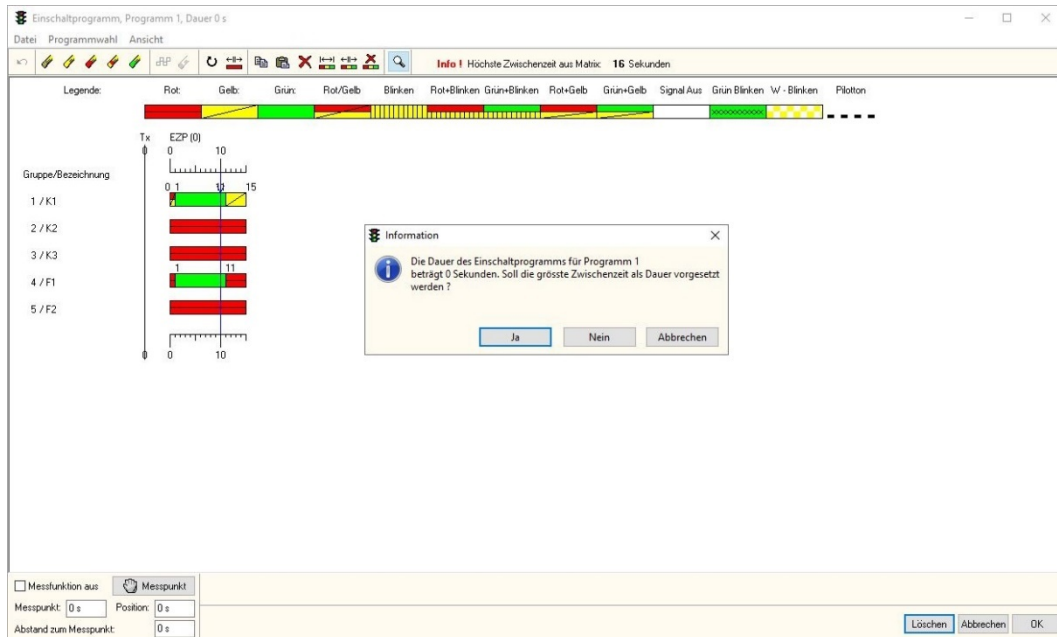 Einschaltprogramm, Programm 1, Dauer 0 s
Datei Programmwahl Ansicht
Info ! Höchste Zwischenzeit aus Matrix: 16 Sekunden
Legende: Rot: Gelb: Grün: Rot/Gelb Blinken Rot+Blinken Grün+Blinken Rot+Gelb Grün+Gelb Signal Aus Grün Blinken W - Blinken Pilotton
Tx EZP (0)
0 0 10
Gruppe/Bezeichnung
0 1 11 15
1 / K1
2 / K2
3 / K3
1 11
4 / F1
5 / F2
0 0 10
Information
Die Dauer des Einschaltprogramms für Programm 1
beträgt 0 Sekunden. Soll die grösste Zwischenzeit als Dauer vorgesetzt
werden ?
Ja Nein Abbrechen
Messfunktion aus Messpunkt
Messpunkt: 0 s Position: 0 s
Abstand zum Messpunkt: 0 s
Löschen Abbrechen OK